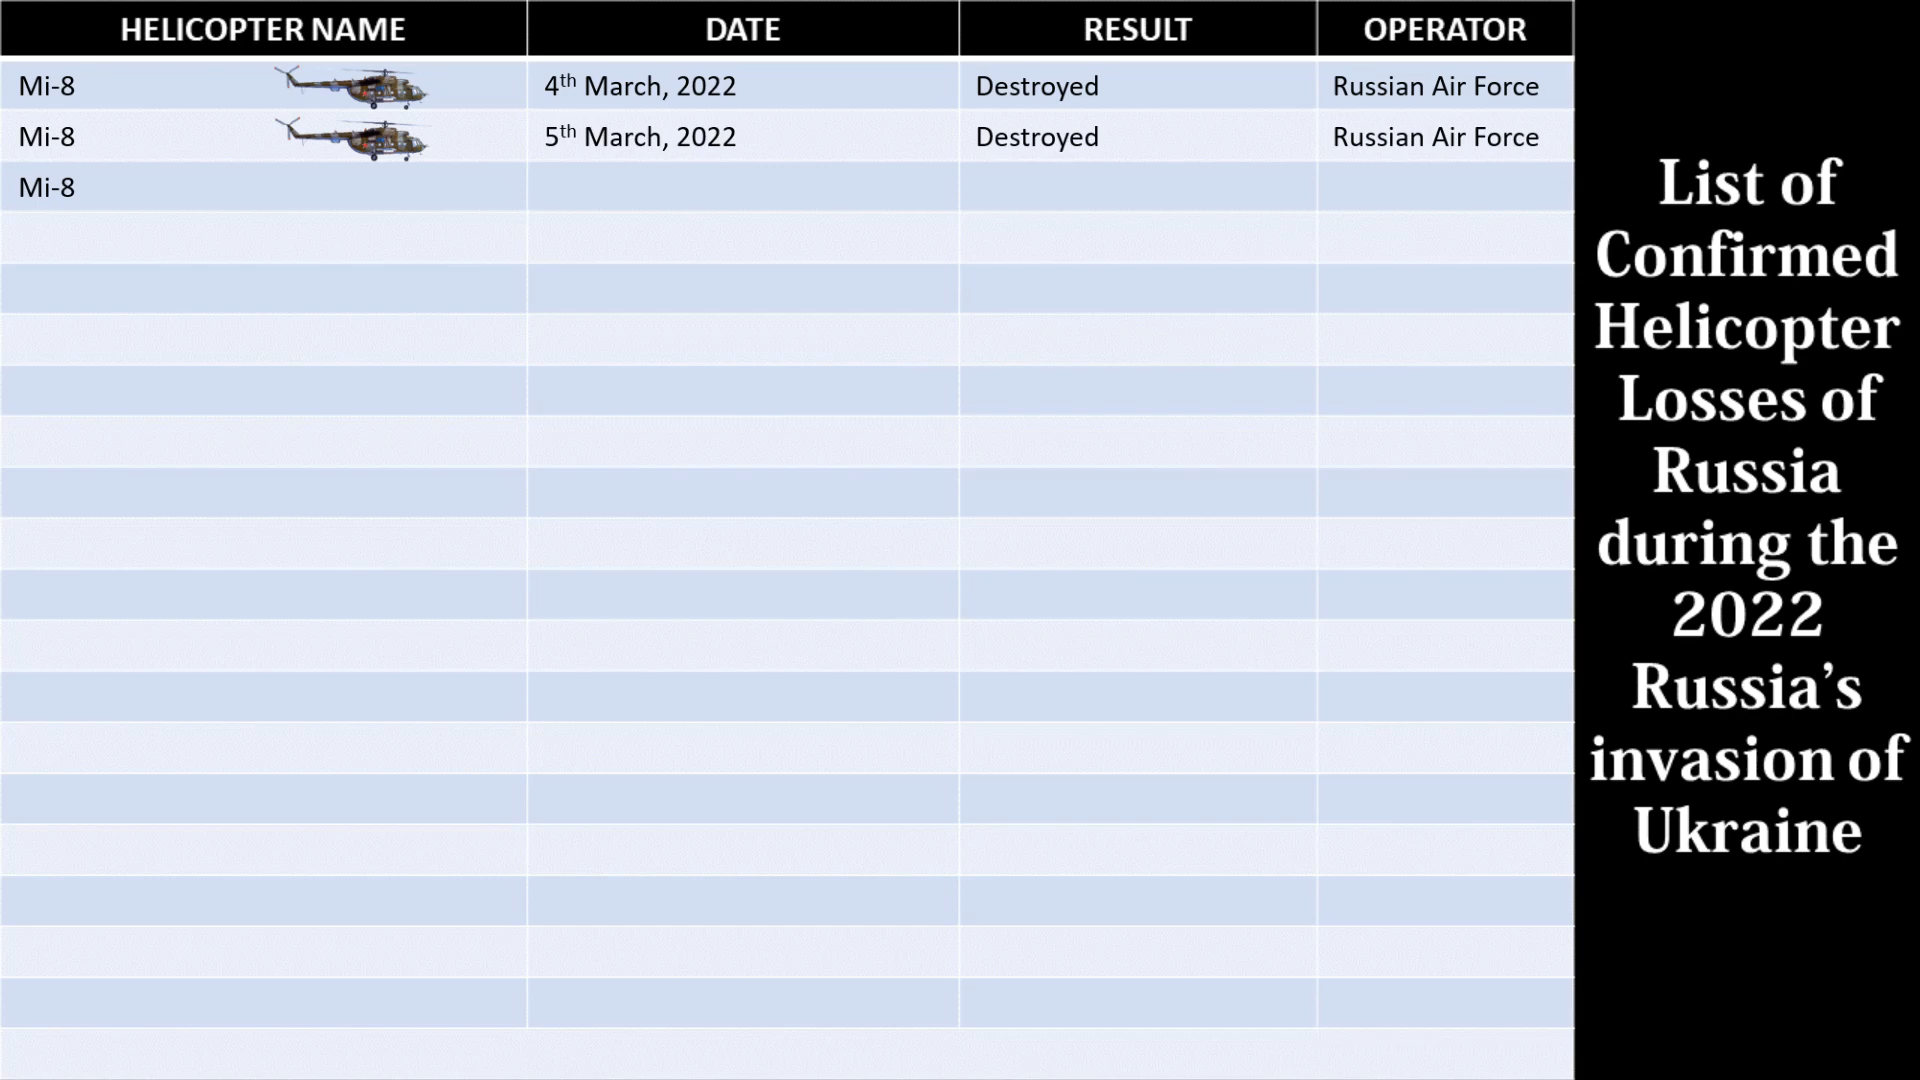 HELICOPTER NAME DATE RESULT OPERATOR
Mi-8 4th March, 2022 Destroyed Russian Air Force
Mi-8 5th March, 2022 Destroyed Russian Air Force
Mi-8
List of
Confirmed
Helicopter
Losses of
Russia
during the
2022
Russia’s
invasion of
Ukraine